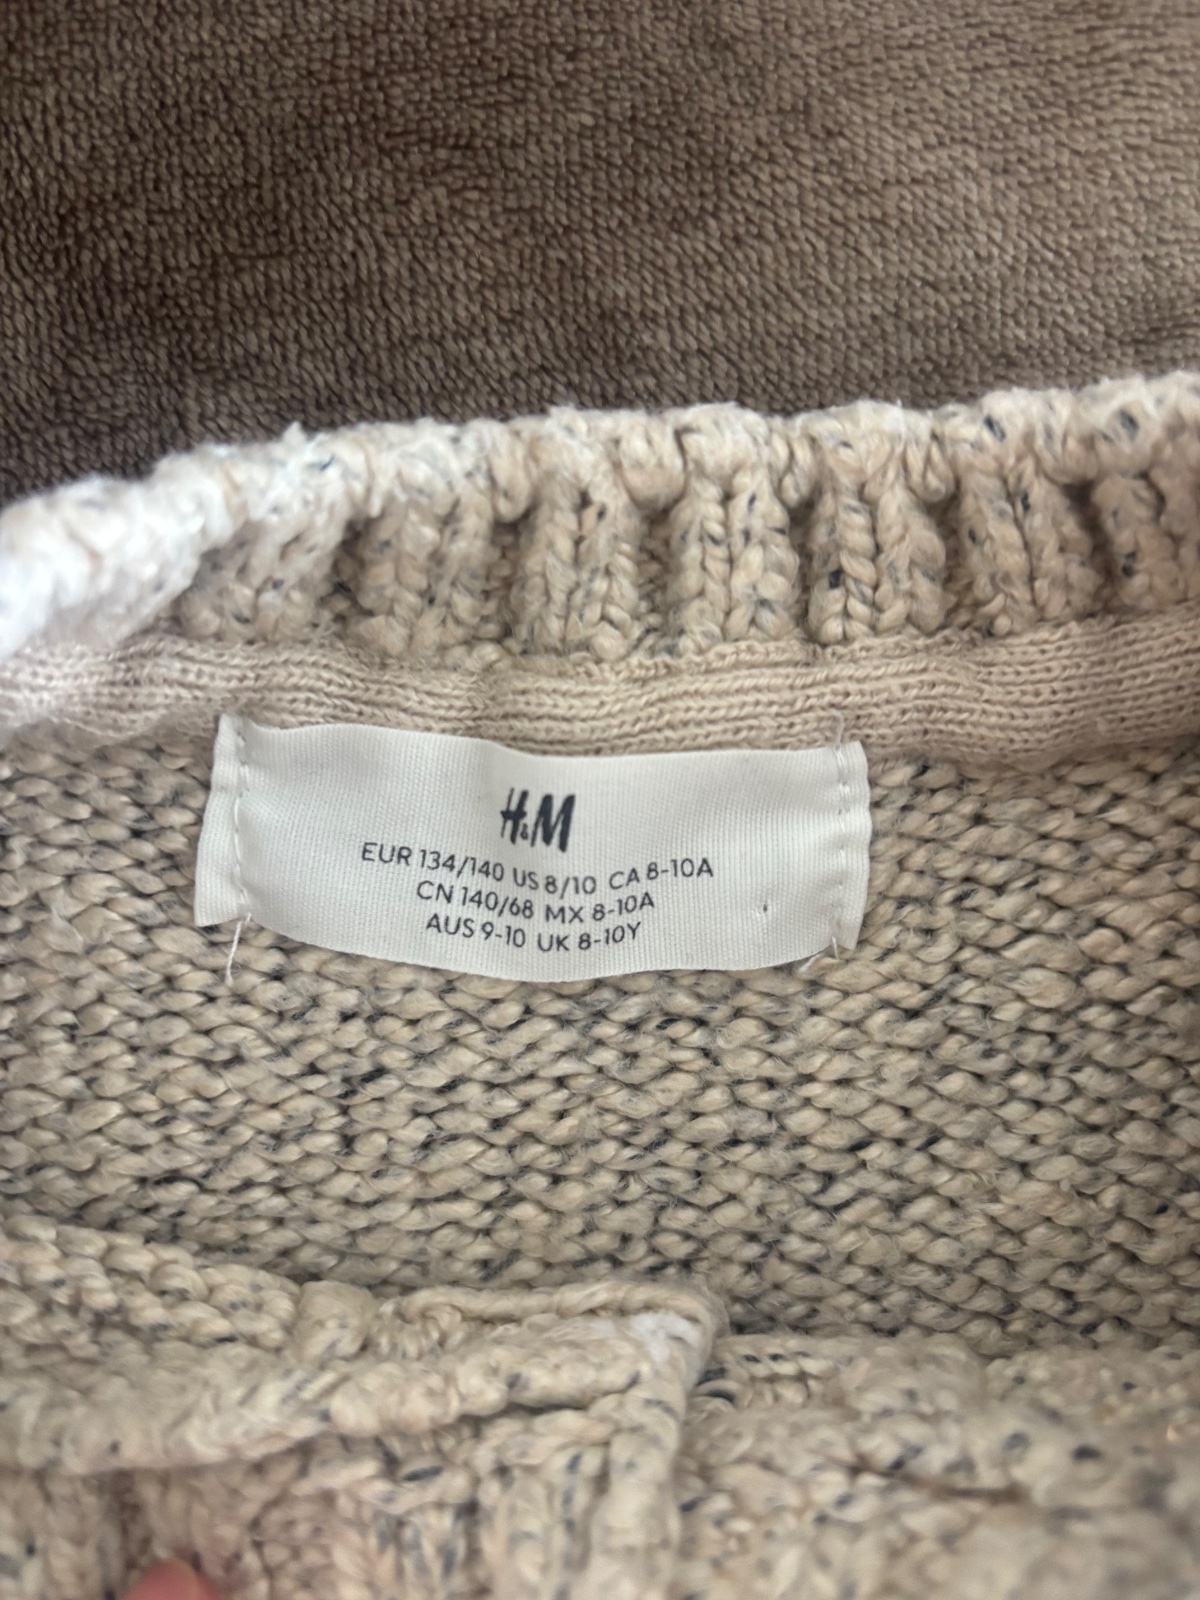 H&M
EUR 134/140 US 8/10 CA 8-10A
CN 140/68 MX 8-10A
AUS 9-10 UK 8-10Y